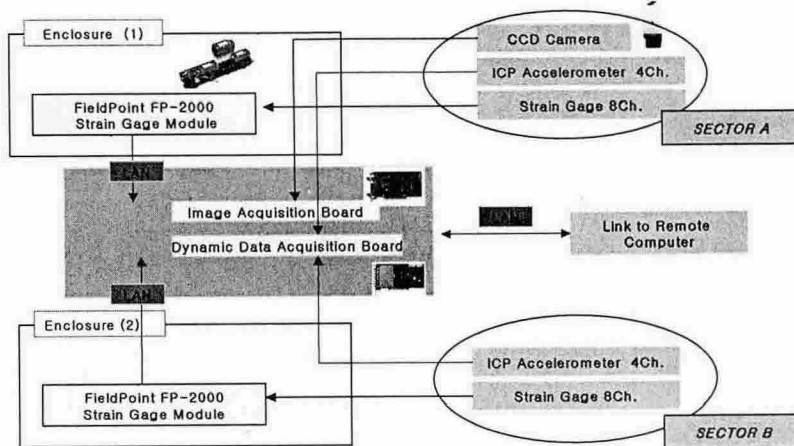 Enclosure (1)
CCD Camera
ICP Accelerometer 4Ch.
FieldPoint FP-2000
Strain Gage Module
Strain Gage 8Ch.
SECTOR A
LAN
Image Acquisition Board
Dynamic Data Acquisition Board
Link to Remote
Computer
LAN
Enclosure (2)
ICP Accelerometer 4Ch.
FieldPoint FP-2000
Strain Gage Module
Strain Gage 8Ch.
SECTOR B